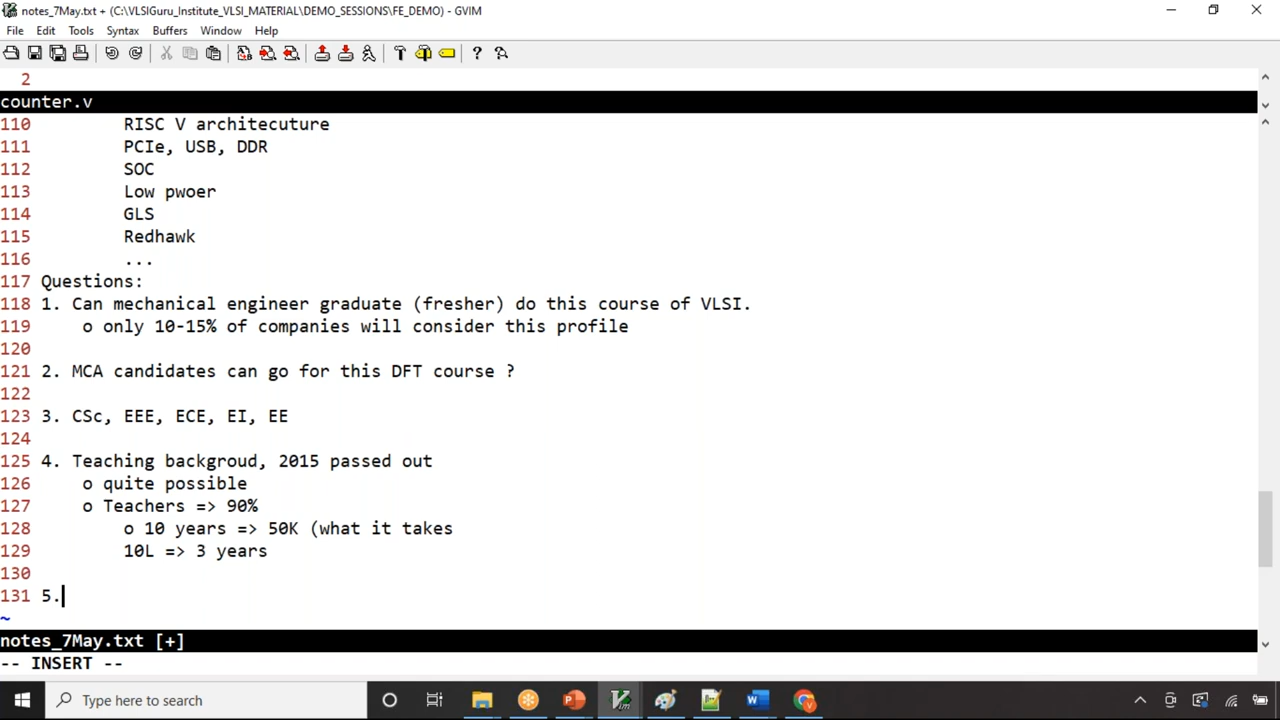 notes_7May.txt + (C:\VLSIGuru_Institute_VLSI_MATERIAL\DEMO_SESSIONS\FE_DEMO) - GVIM
File Edit Tools Syntax Buffers Window Help
2
counter.v
110 RISC V architecuture
111 PCIe, USB, DDR
112 SOC
113 Low pwoer
114 GLS
115 Redhawk
116 ...
117 Questions:
118 1. Can mechanical engineer graduate (fresher) do this course of VLSI.
119 o only 10-15% of companies will consider this profile
120
121 2. MCA candidates can go for this DFT course ?
122
123 3. CSc, EEE, ECE, EI, EE
124
125 4. Teaching backgroud, 2015 passed out
126 o quite possible
127 o Teachers => 90%
128 o 10 years => 50K (what it takes
129 10L => 3 years
130
131 5.
~
notes_7May.txt [+]
-- INSERT --
Type here to search